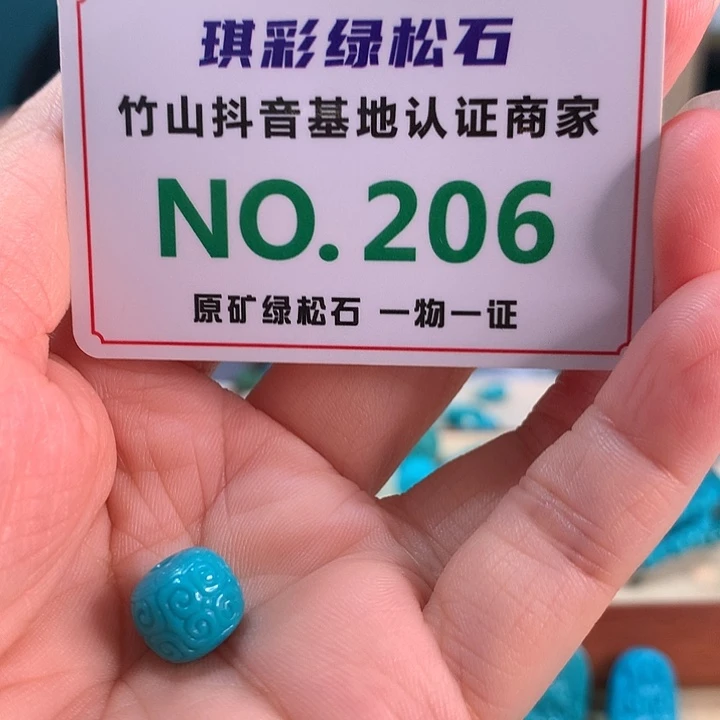 琪彩绿松石
竹山抖音基地认证商家
NO.206
原矿绿松石 一物一证